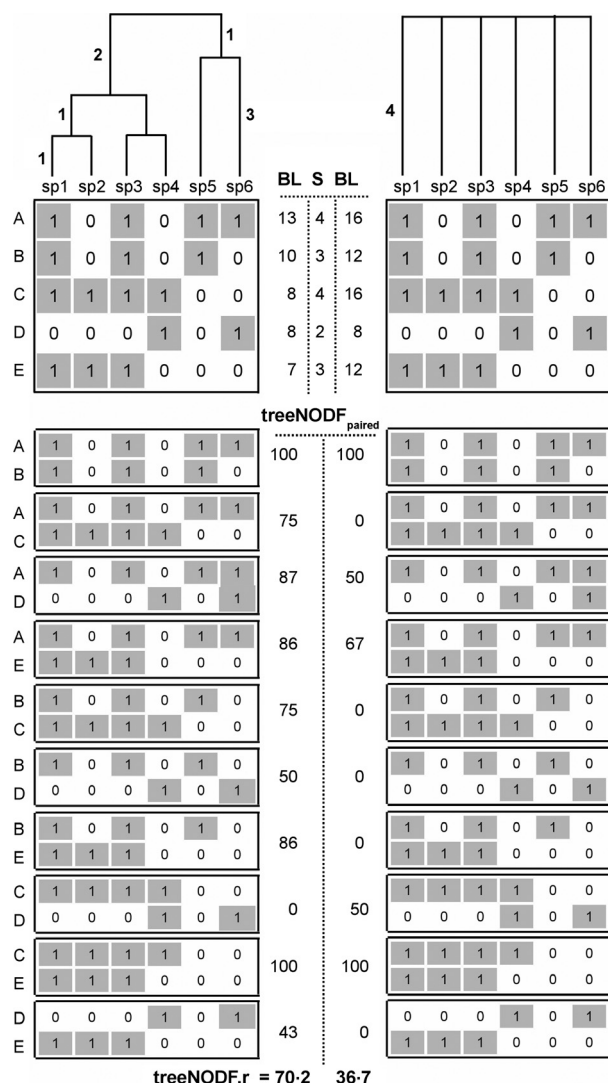 1
2
1
1
3
4
1
sp1 sp2 sp3 sp4 sp5 sp6 BL S BL sp1 sp2 sp3 sp4 sp5 sp6
A 1 0 1 0 1 1 13 4 16 1 0 1 0 1 1
B 1 0 1 0 1 0 10 3 12 1 0 1 0 1 0
C 1 1 1 1 0 0 8 4 16 1 1 1 1 0 0
D 0 0 0 1 0 1 8 2 8 0 0 0 1 0 1
E 1 1 1 0 0 0 7 3 12 1 1 1 0 0 0
treeNODFpaired
A 1 0 1 0 1 1 1 0 1 0 1 1
100 100
B 1 0 1 0 1 0 1 0 1 0 1 0
A 1 0 1 0 1 1 1 0 1 0 1 1
75 0
C 1 1 1 1 0 0 1 1 1 1 0 0
A 1 0 1 0 1 1 1 0 1 0 1 1
87 50
D 0 0 0 1 0 1 0 0 0 1 0 1
A 1 0 1 0 1 1 1 0 1 0 1 1
86 67
E 1 1 1 0 0 0 1 1 1 0 0 0
B 1 0 1 0 1 0 1 0 1 0 1 0
75 0
C 1 1 1 1 0 0 1 1 1 1 0 0
B 1 0 1 0 1 0 1 0 1 0 1 0
50 0
D 0 0 0 1 0 1 0 0 0 1 0 1
B 1 0 1 0 1 0 1 0 1 0 1 0
86 0
E 1 1 1 0 0 0 1 1 1 0 0 0
C 1 1 1 1 0 0 1 1 1 1 0 0
0 50
D 0 0 0 1 0 1 0 0 0 1 0 1
C 1 1 1 1 0 0 1 1 1 1 0 0
100 100
E 1 1 1 0 0 0 1 1 1 0 0 0
D 0 0 0 1 0 1 0 0 0 1 0 1
43 0
E 1 1 1 0 0 0 1 1 1 0 0 0
treeNODF.r = 70·2 36·7